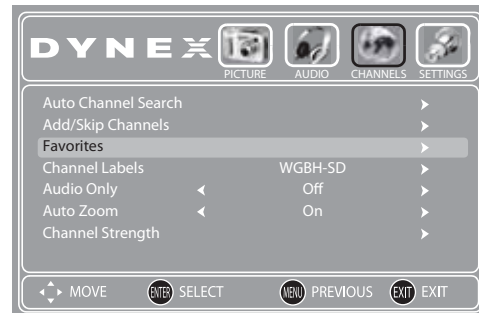 DYNEX
PICTURE AUDIO CHANNELS SETTINGS
Auto Channel Search
Add/Skip Channels
Favorites
Channel Labels WGBH-SD
Audio Only Off
Auto Zoom On
Channel Strength
MOVE ENTER SELECT MENU PREVIOUS EXIT EXIT